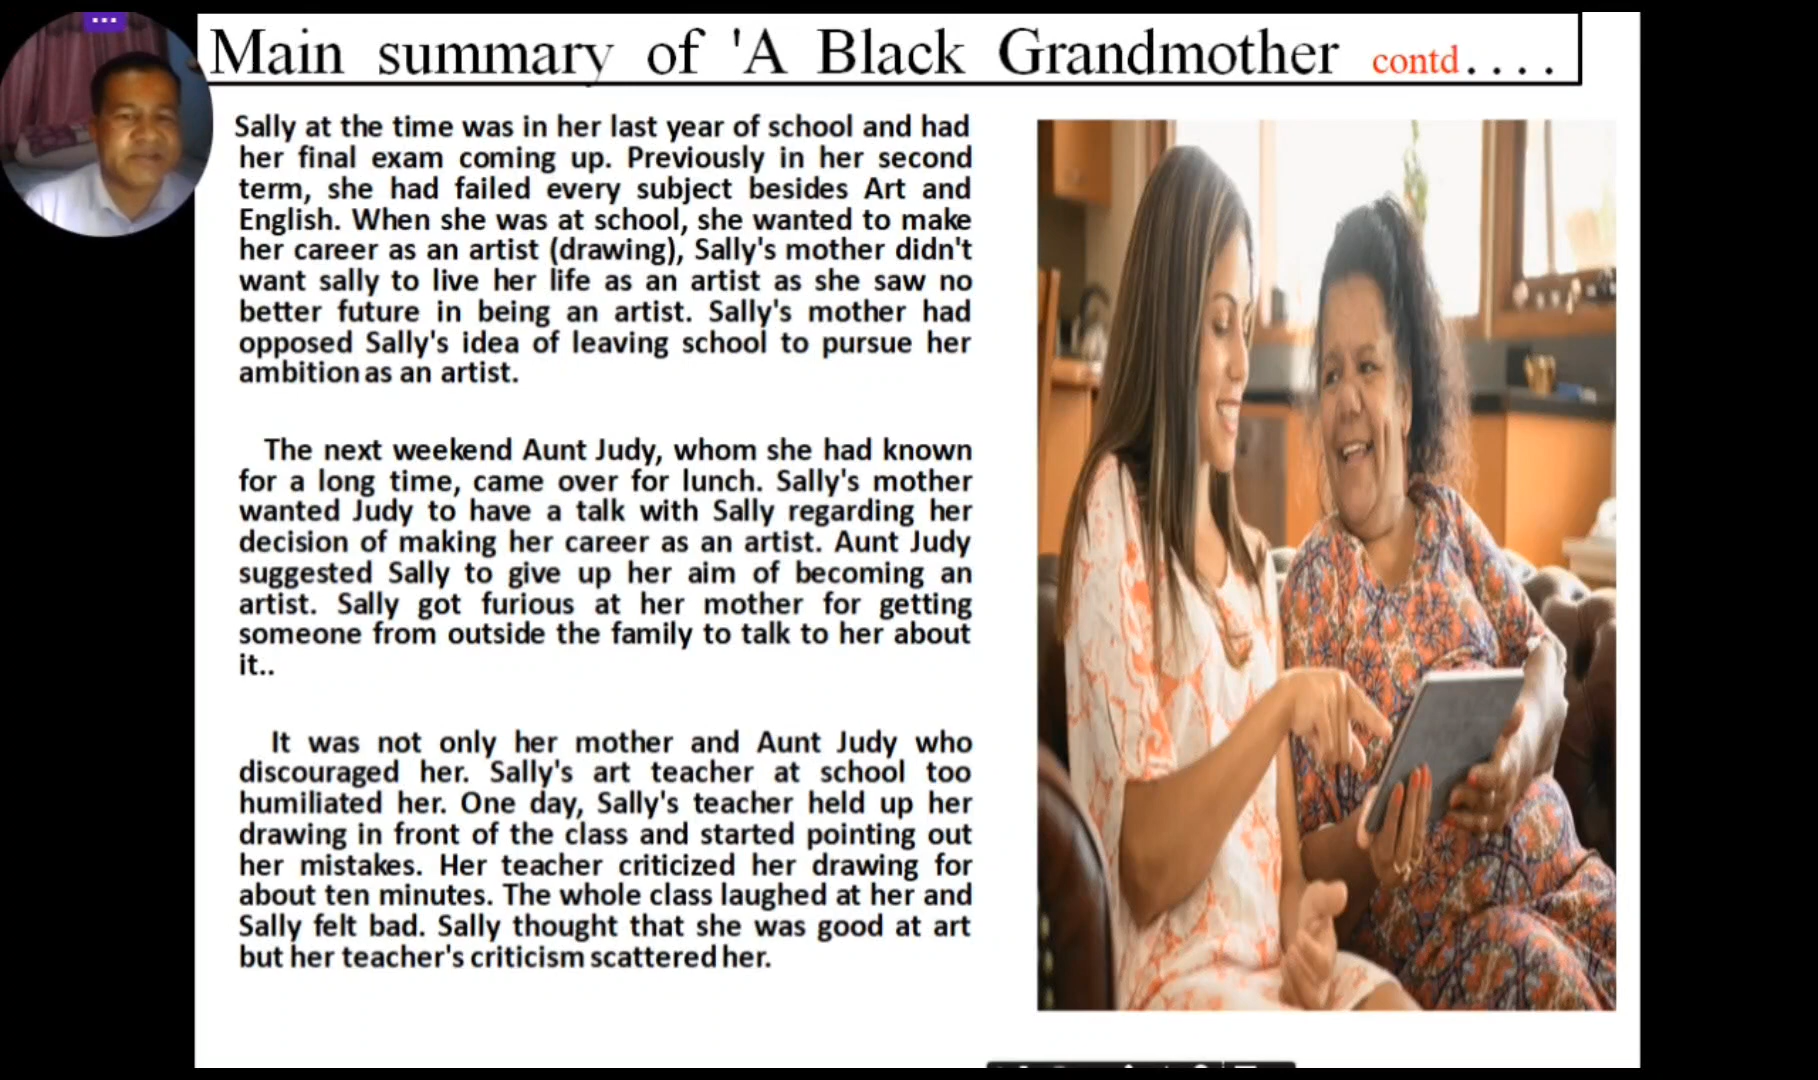 Main summary of 'A Black Grandmother contd....
Sally at the time was in her last year of school and had
her final exam coming up. Previously in her second
term, she had failed every subject besides Art and
English. When she was at school, she wanted to make
her career as an artist (drawing), Sally's mother didn't
want sally to live her life as an artist as she saw no
better future in being an artist. Sally's mother had
opposed Sally's idea of leaving school to pursue her
ambition as an artist.
The next weekend Aunt Judy, whom she had known
for a long time, came over for lunch. Sally's mother
wanted Judy to have a talk with Sally regarding her
decision of making her career as an artist. Aunt Judy
suggested Sally to give up her aim of becoming an
artist. Sally got furious at her mother for getting
someone from outside the family to talk to her about
it..
It was not only her mother and Aunt Judy who
discouraged her. Sally's art teacher at school too
humiliated her. One day, Sally's teacher held up her
drawing in front of the class and started pointing out
her mistakes. Her teacher criticized her drawing for
about ten minutes. The whole class laughed at her and
Sally felt bad. Sally thought that she was good at art
but her teacher's criticism scattered her.